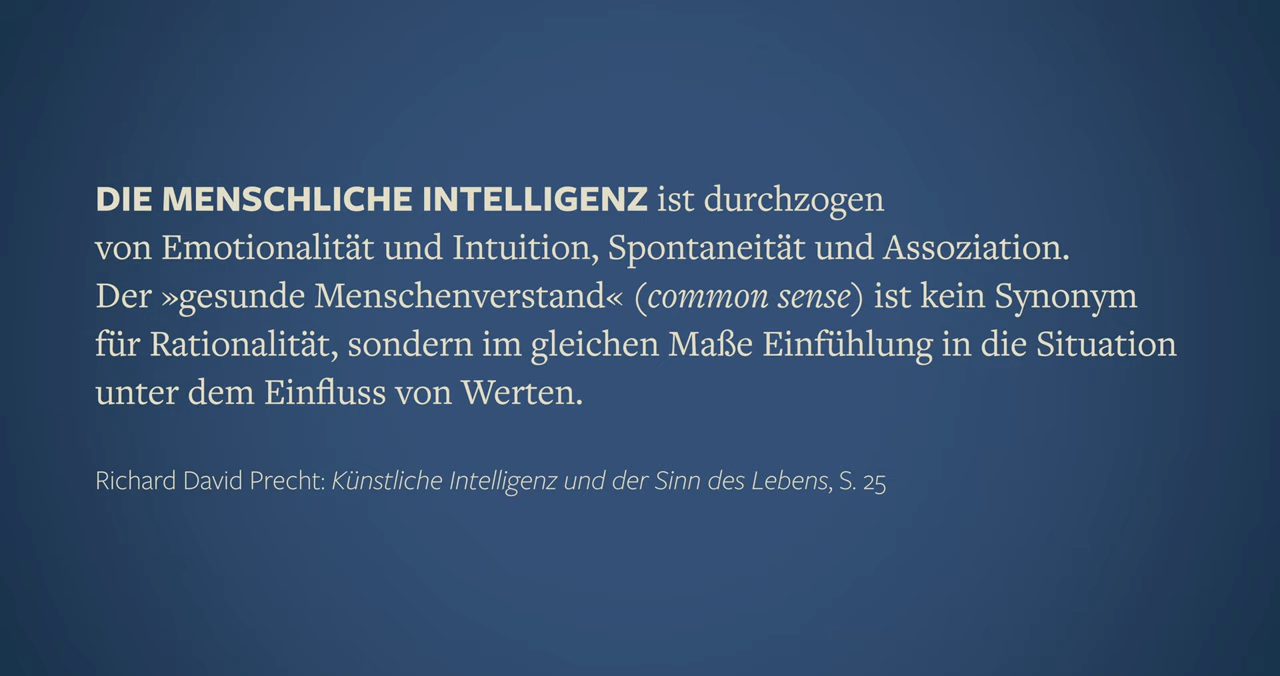 DIE MENSCHLICHE INTELLIGENZ ist durchzogen
von Emotionalität und Intuition, Spontaneität und Assoziation.
Der »gesunde Menschenverstand« (common sense) ist kein Synonym
für Rationalität, sondern im gleichen Maße Einfühlung in die Situation
unter dem Einfluss von Werten.
Richard David Precht: Künstliche Intelligenz und der Sinn des Lebens, S. 25